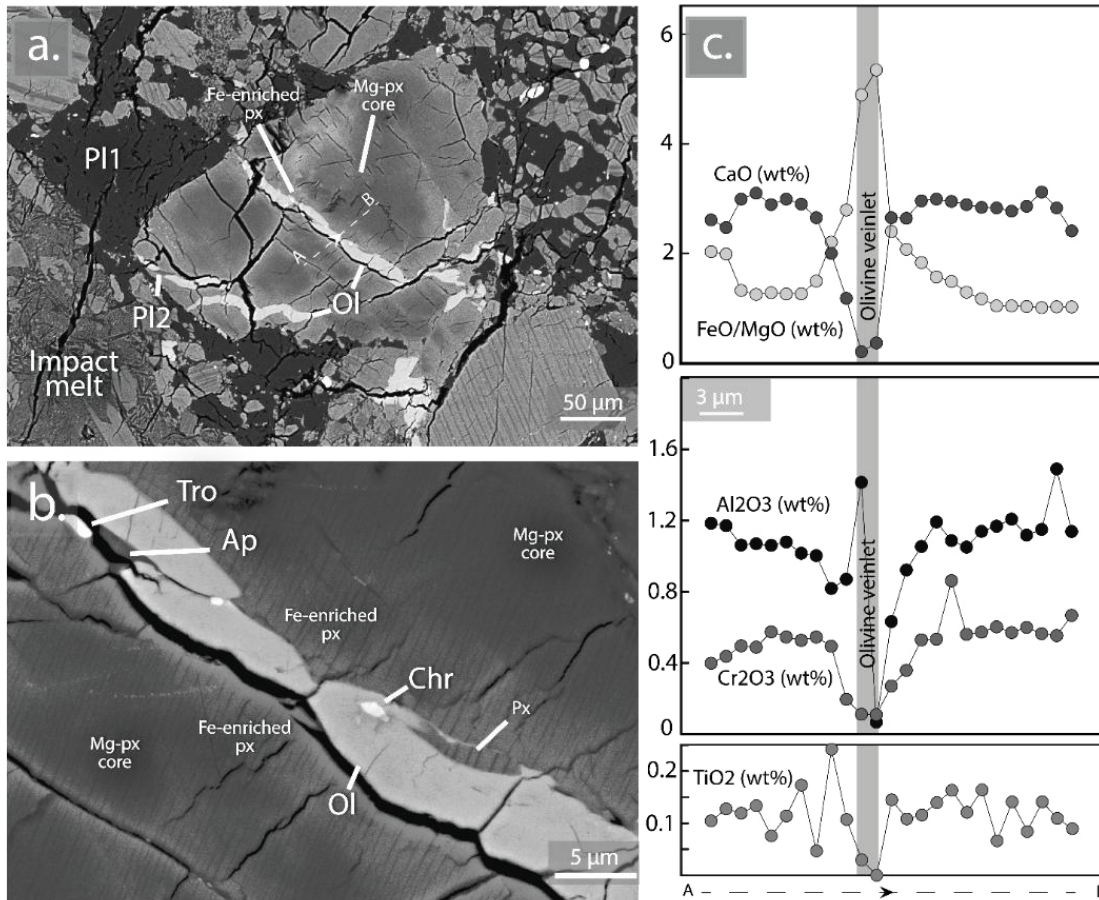 a.
Fe-enriched
px
Mg-px
core
Pl1
B
A
Pl2
Ol
Impact
melt
50 μm
b.
Tro
Ap
Mg-px
core
Fe-enriched
px
Chr
Px
Fe-enriched
px
Mg-px
core
Ol
5 μm
c.
6
4
2
0
CaO (wt%)
FeO/MgO (wt%)
Olivine veinlet
3 μm
1.6
1.2
0.8
0.4
0
Al2O3 (wt%)
Cr2O3 (wt%)
Olivine veinlet
0.2
0.1
TiO2 (wt%)
A